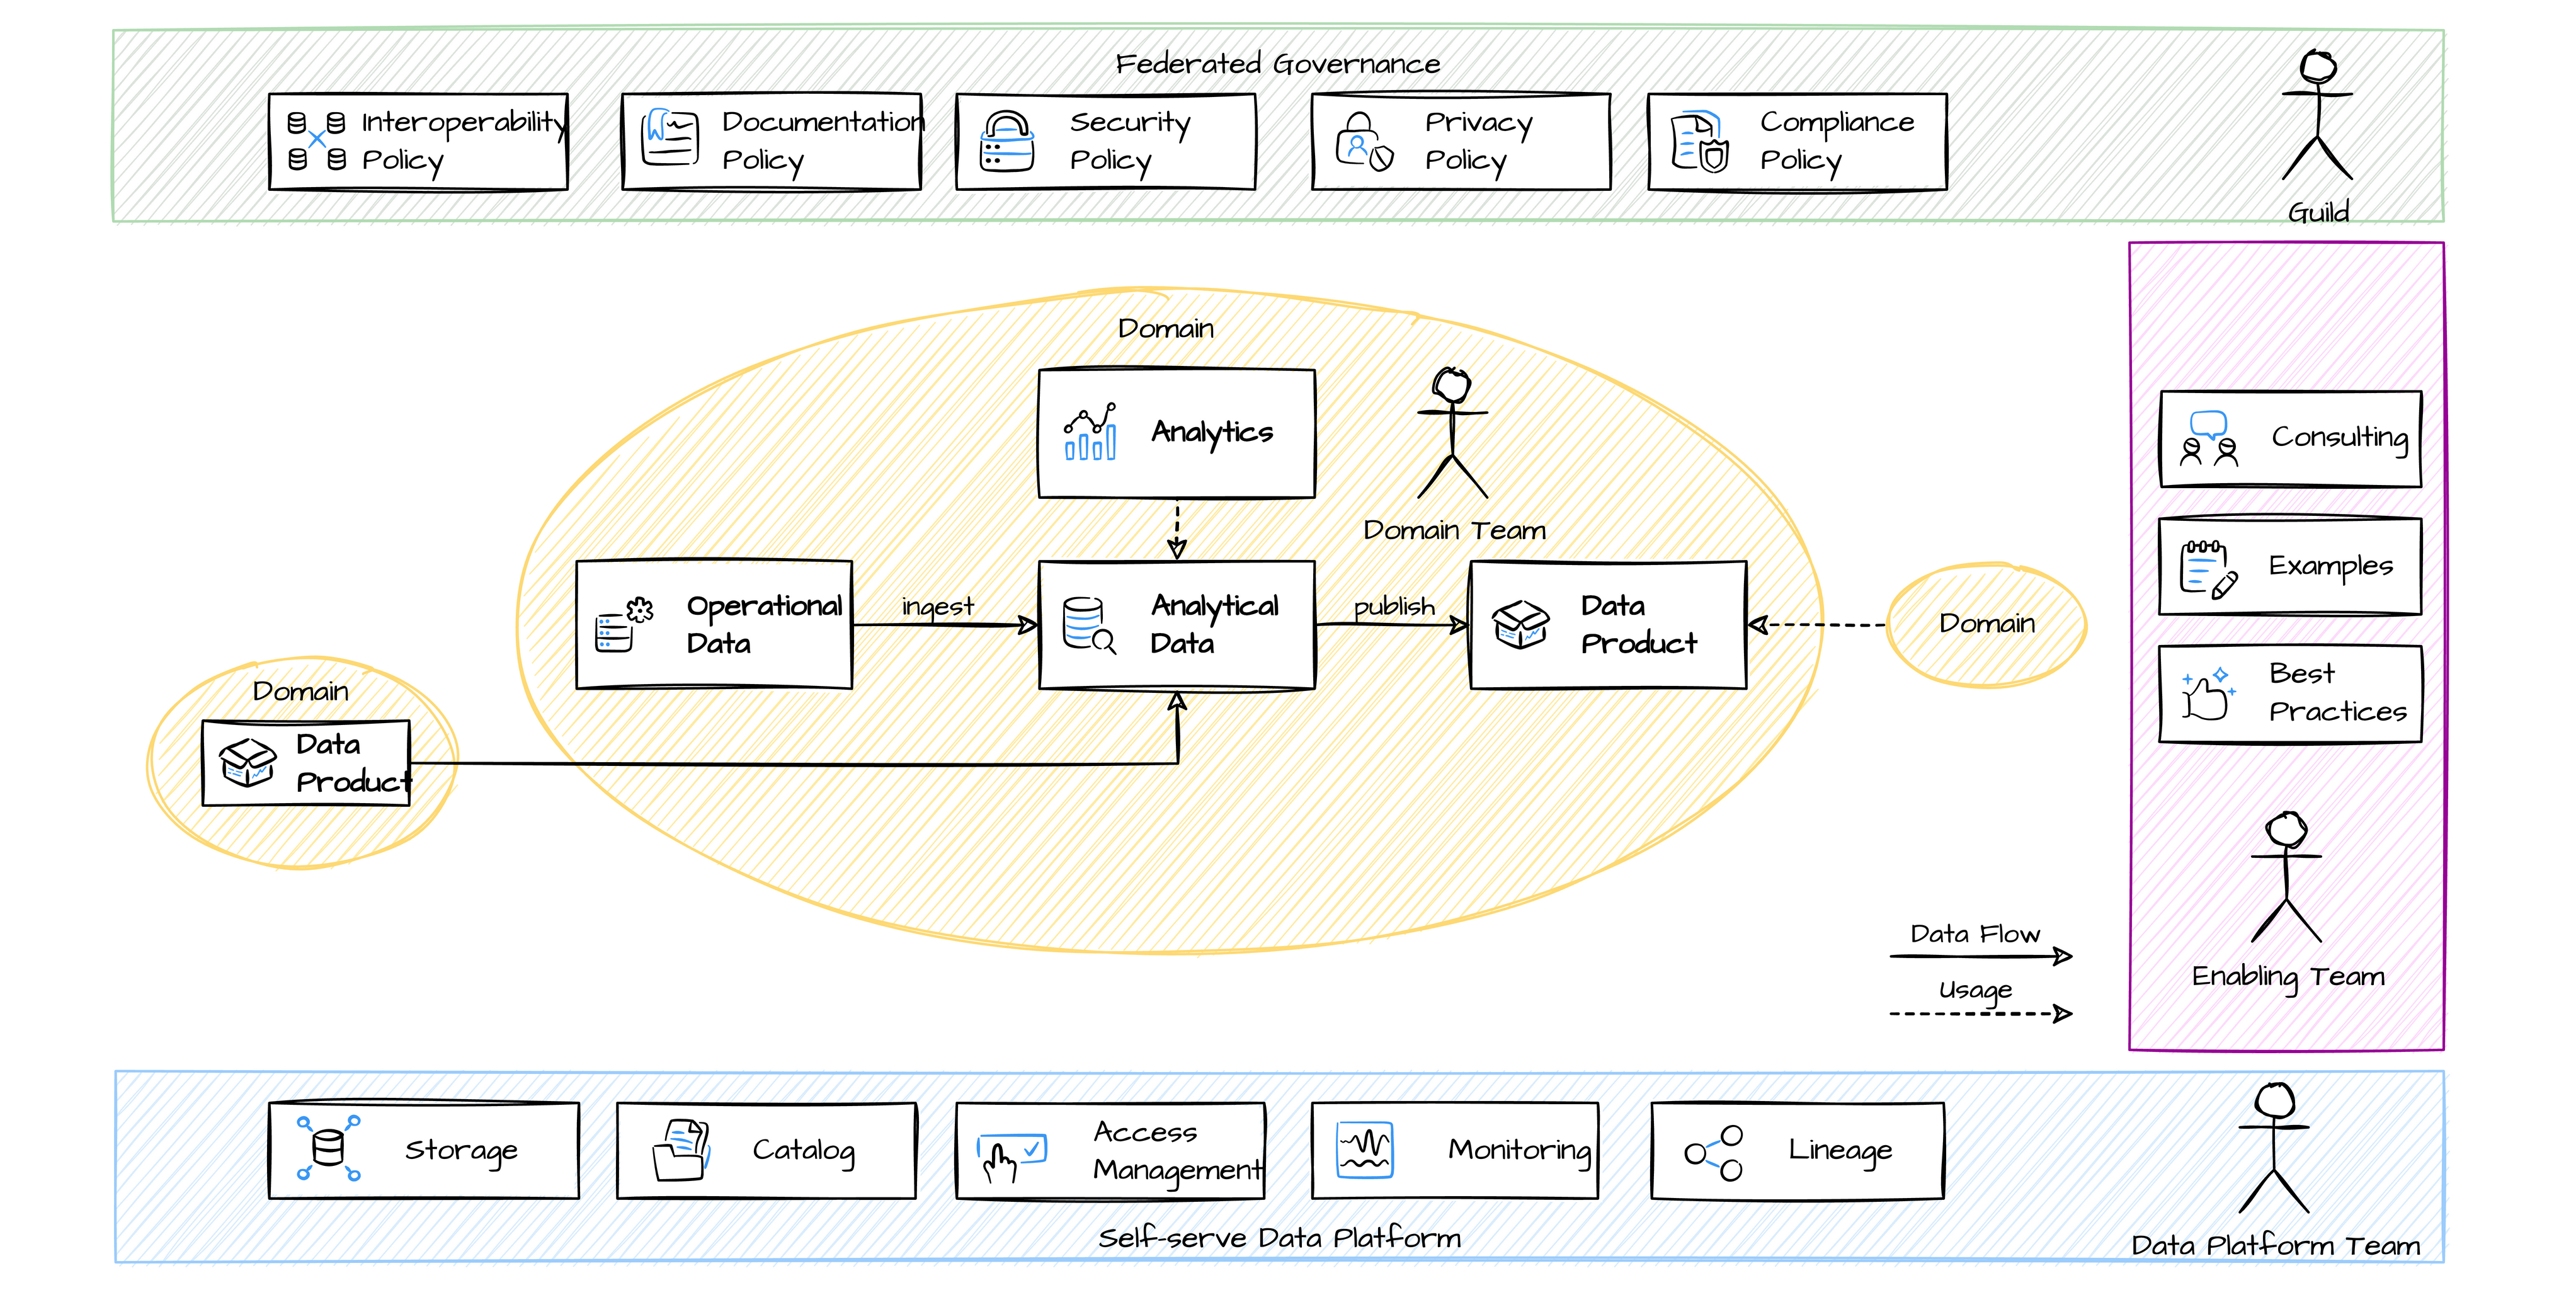 Federated Governance
Interoperability
Policy
Documentation
Policy
Security
Policy
Privacy
Policy
Compliance
Policy
Guild
Domain
Analytics
Domain Team
Operational
Data
ingest
Analytical
Data
publish
Data
Product
Domain
Domain
Data
Product
Consulting
Examples
Best
Practices
Enabling Team
Data Flow
Usage
Storage
Catalog
Access
Management
Monitoring
Lineage
Self-serve Data Platform
Data Platform Team